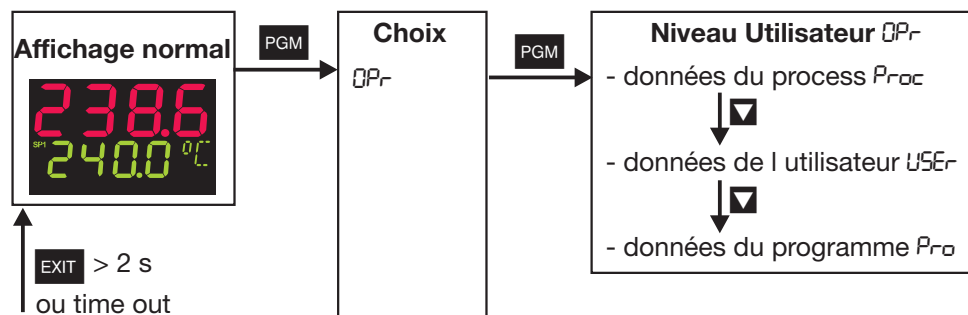 Affichage normal
238.6
SP1 240.0 °C
PGM
Choix
OPr
PGM
Niveau Utilisateur OPr
- données du process Proc
- données de l utilisateur USEr
- données du programme Pro
EXIT > 2 s
ou time out